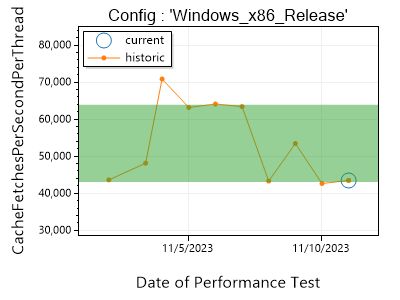 Config : 'Windows_x86_Release'
current
historic
CacheFetchesPerSecondPerThread
80,000
70,000
60,000
50,000
40,000
30,000
11/5/2023
11/10/2023
Date of Performance Test